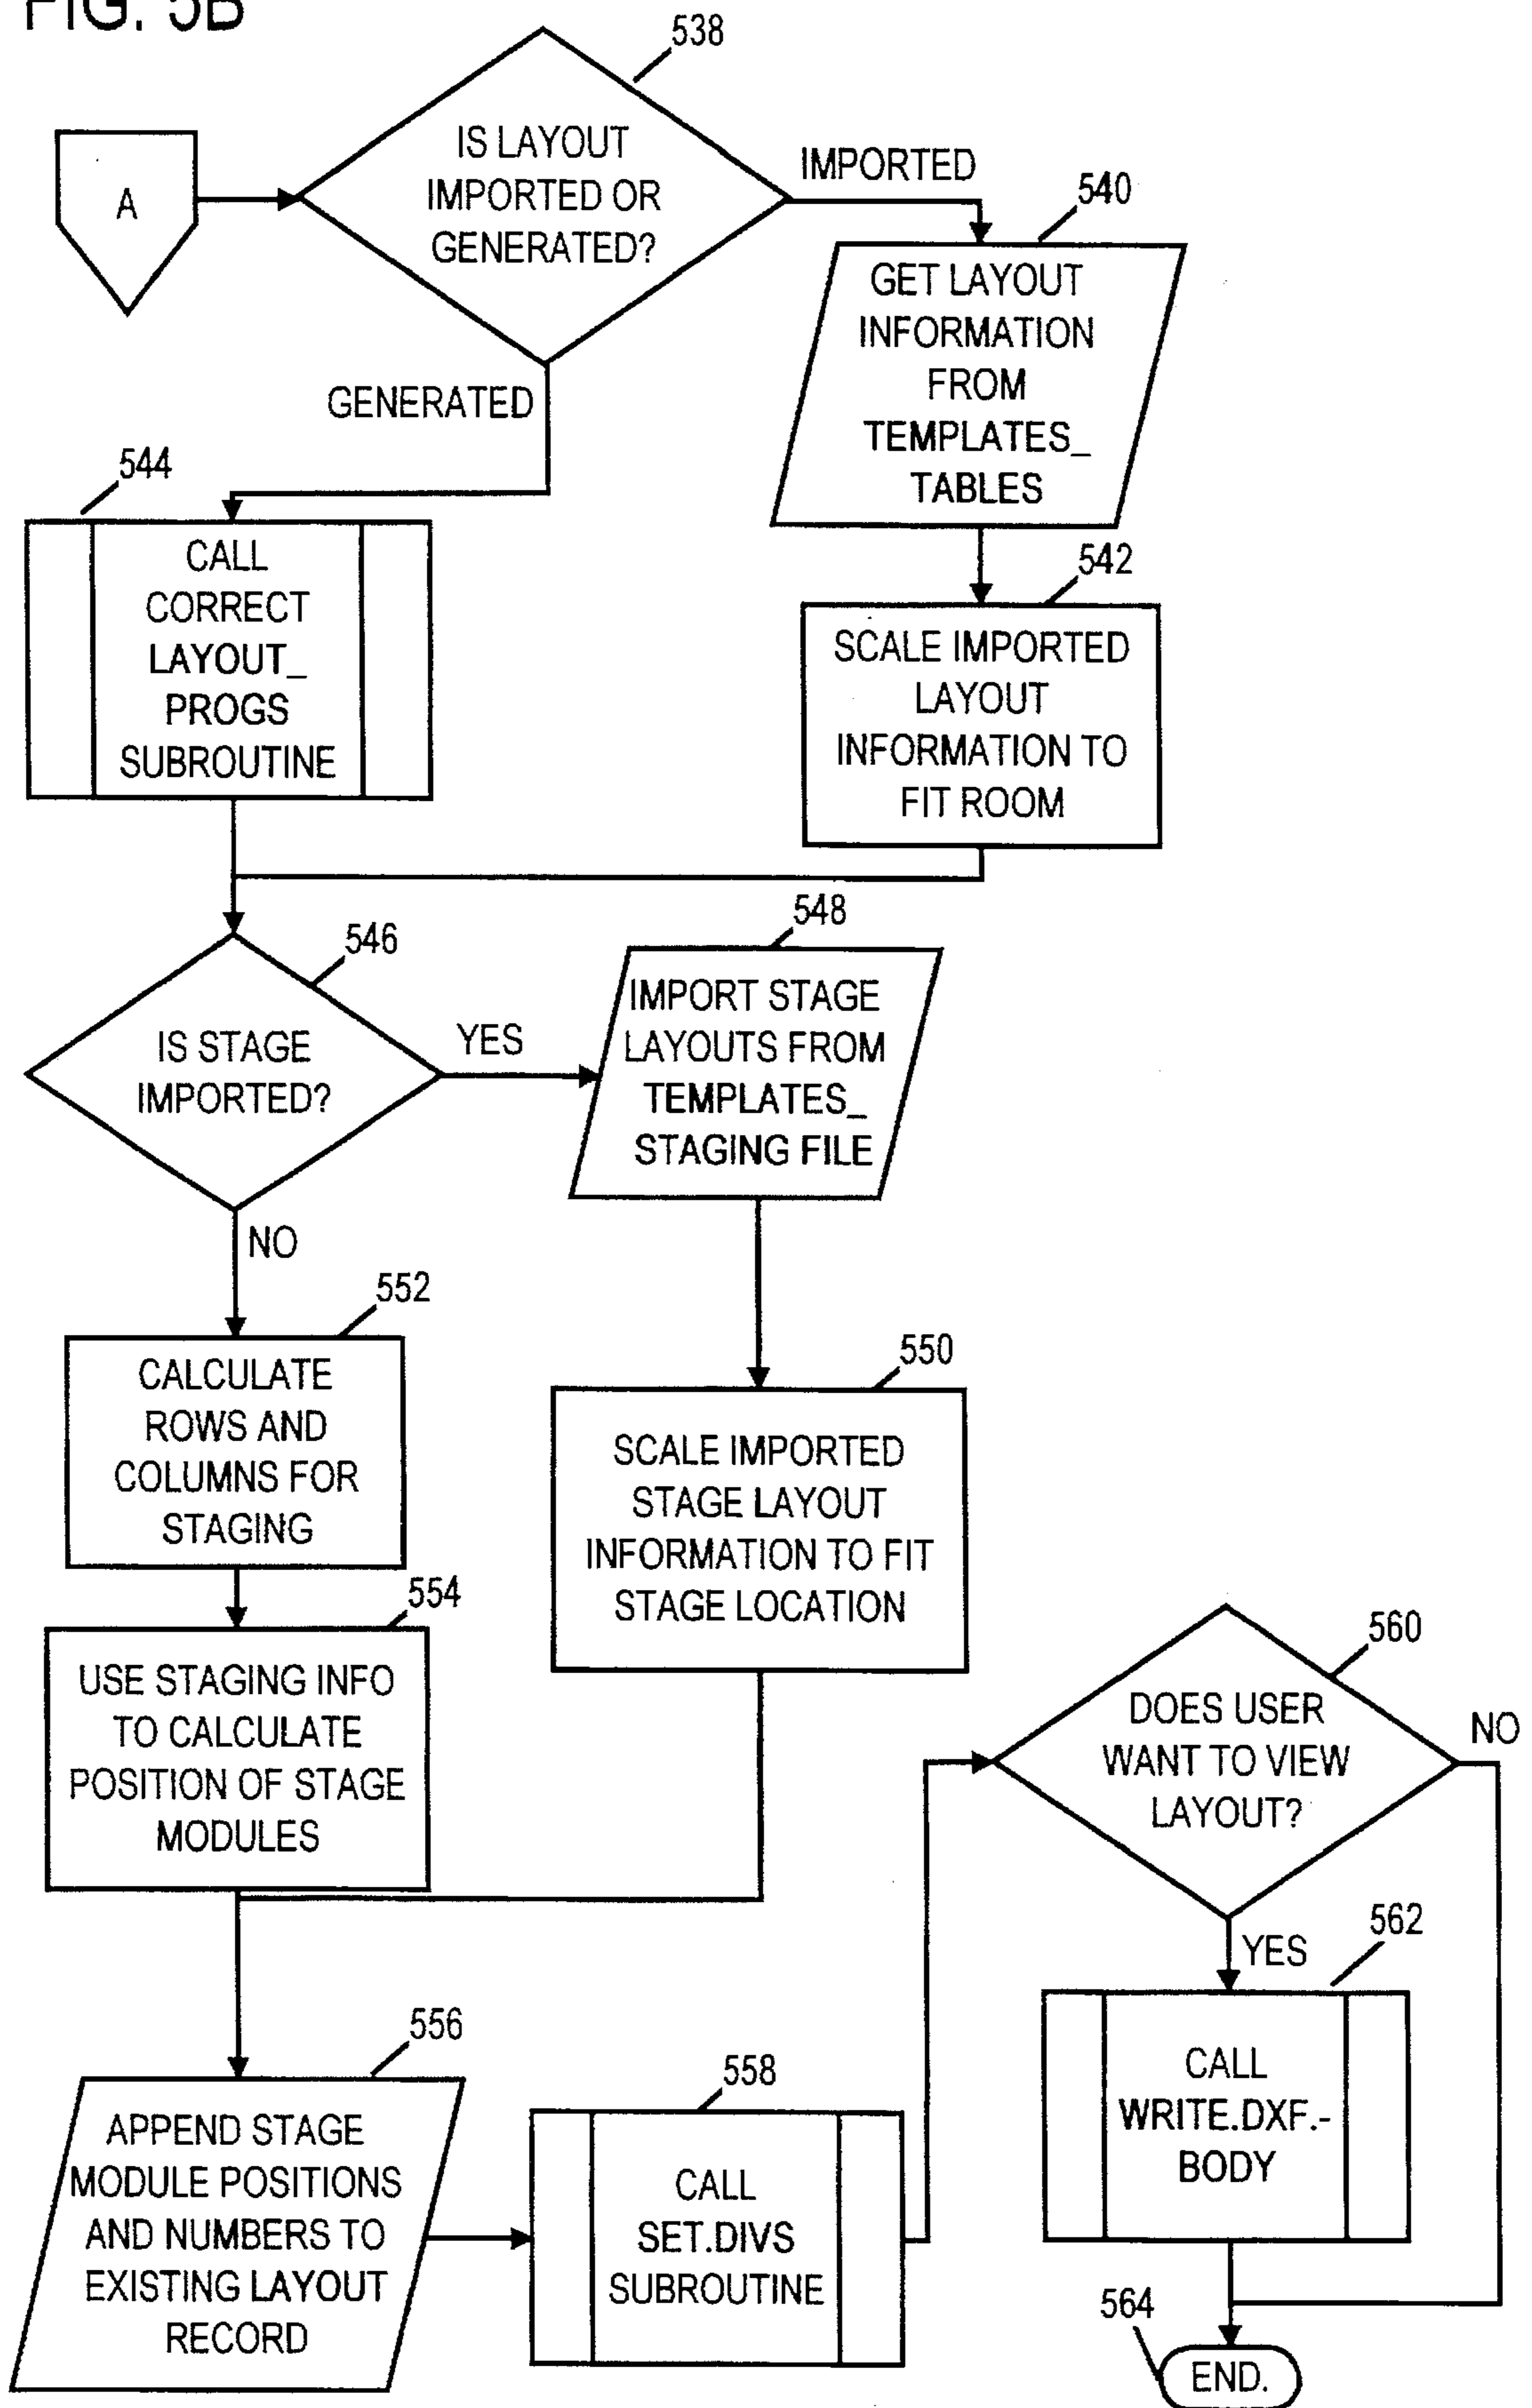 FIG. 5B
538
A
IS LAYOUT
IMPORTED OR
GENERATED?
IMPORTED
540
GET LAYOUT
INFORMATION
FROM
TEMPLATES_
TABLES
GENERATED
544
CALL
CORRECT
LAYOUT_
PROGS
SUBROUTINE
542
SCALE IMPORTED
LAYOUT
INFORMATION TO
FIT ROOM
546
IS STAGE
IMPORTED?
YES
548
IMPORT STAGE
LAYOUTS FROM
TEMPLATES_
STAGING FILE
NO
552
CALCULATE
ROWS AND
COLUMNS FOR
STAGING
550
SCALE IMPORTED
STAGE LAYOUT
INFORMATION TO FIT
STAGE LOCATION
554
USE STAGING INFO
TO CALCULATE
POSITION OF STAGE
MODULES
556
APPEND STAGE
MODULE POSITIONS
AND NUMBERS TO
EXISTING LAYOUT
RECORD
558
CALL
SET.DIVS
SUBROUTINE
560
DOES USER
WANT TO VIEW
LAYOUT?
NO
YES
562
CALL
WRITE.DXF.-
BODY
564
END.